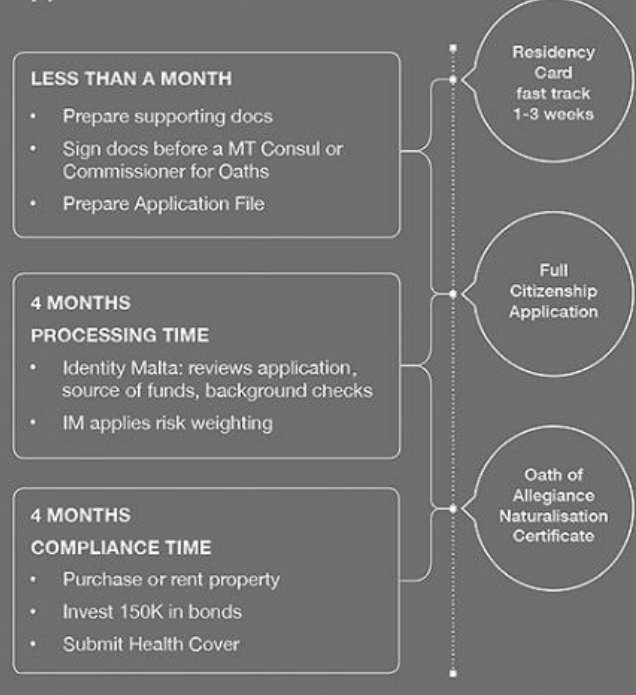 LESS THAN A MONTH
• Prepare supporting docs
• Sign docs before a MT Consul or
Commissioner for Oaths
• Prepare Application File
Residency
Card
fast track
1-3 weeks
4 MONTHS
PROCESSING TIME
• Identity Malta: reviews application,
source of funds, background checks
• IM applies risk weighting
Full
Citizenship
Application
4 MONTHS
COMPLIANCE TIME
• Purchase or rent property
• Invest 150K in bonds
• Submit Health Cover
Oath of
Allegiance
Naturalisation
Certificate